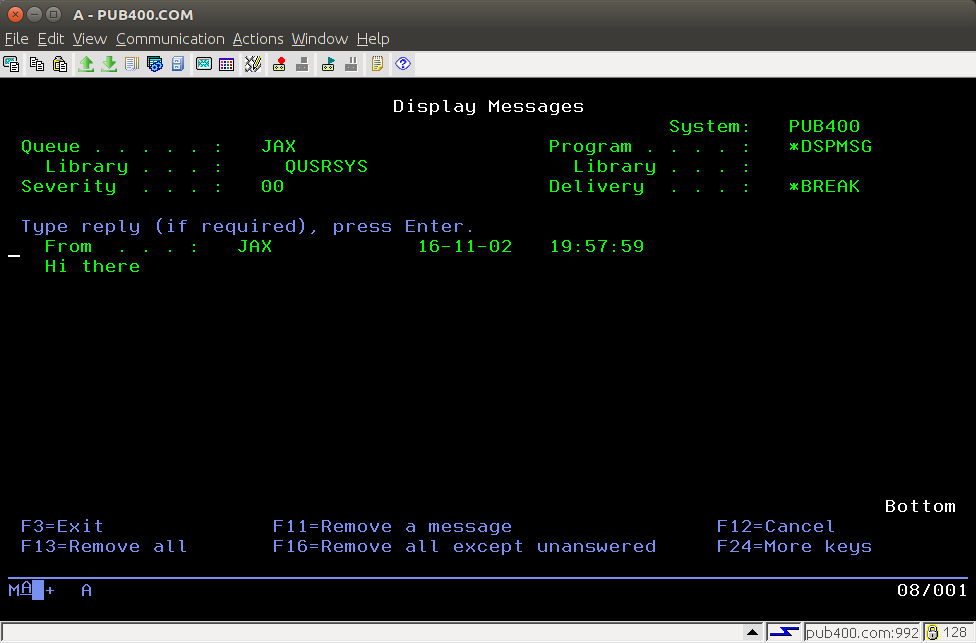 A - PUB400.COM
File Edit View Communication Actions Window Help
Display Messages
System: PUB400
Queue . . . . . : JAX Program . . . . : *DSPMSG
Library . . . : QUSRSYS Library . . . :
Severity . . . : 00 Delivery . . . : *BREAK
Type reply (if required), press Enter.
From . . . : JAX 16-11-02 19:57:59
Hi there
Bottom
F3=Exit F11=Remove a message F12=Cancel
F13=Remove all F16=Remove all except unanswered F24=More keys
MA + A 08/001
pub400.com:992 128